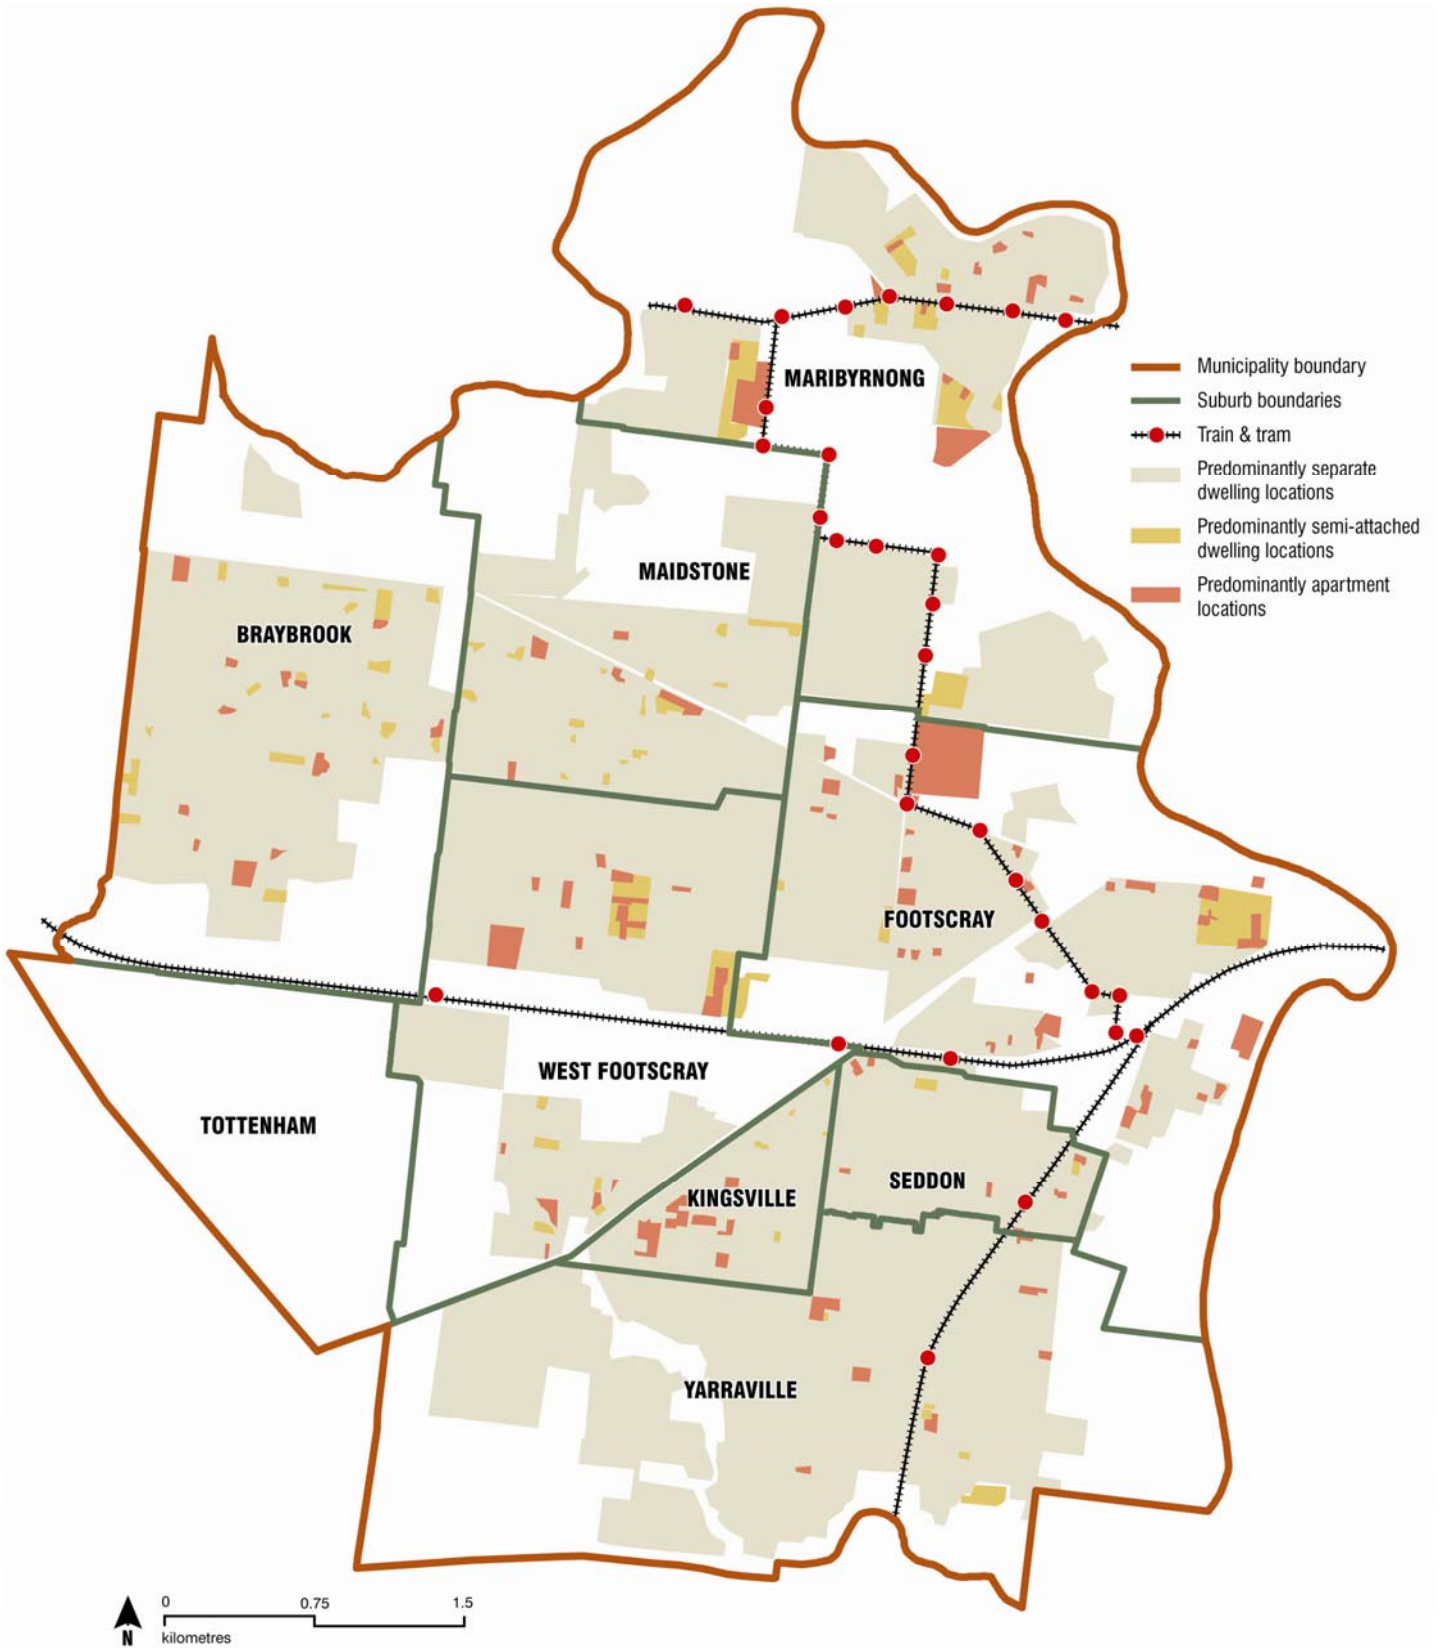 MARIBYRNONG
Municipality boundary
Suburb boundaries
Train & tram
Predominantly separate
dwelling locations
Predominantly semi-attached
dwelling locations
Predominantly apartment
locations
MAIDSTONE
BRAYBROOK
FOOTSCRAY
WEST FOOTSCRAY
TOTTENHAM
SEDDON
KINGSVILLE
YARRAVILLE
0 0.75 1.5
kilometres
N